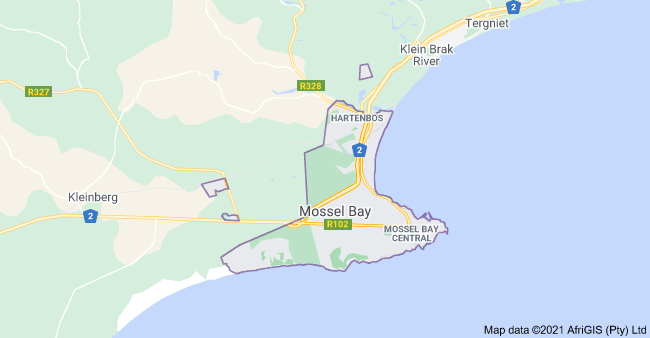 2
Tergniet
Klein Brak
River
R327
R328
HARTENBOS
2
Kleinberg
2
Mossel Bay
R102
MOSSEL BAY
CENTRAL
Map data ©2021 AfriGIS (Pty) Ltd